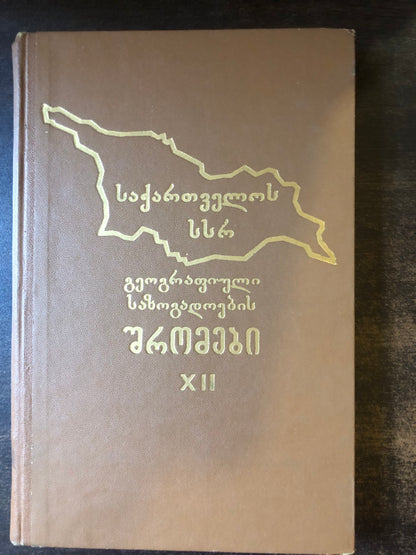 საქართველოს
სსრ
გეოგრაფიული
საზოგადოების
შრომები
XII